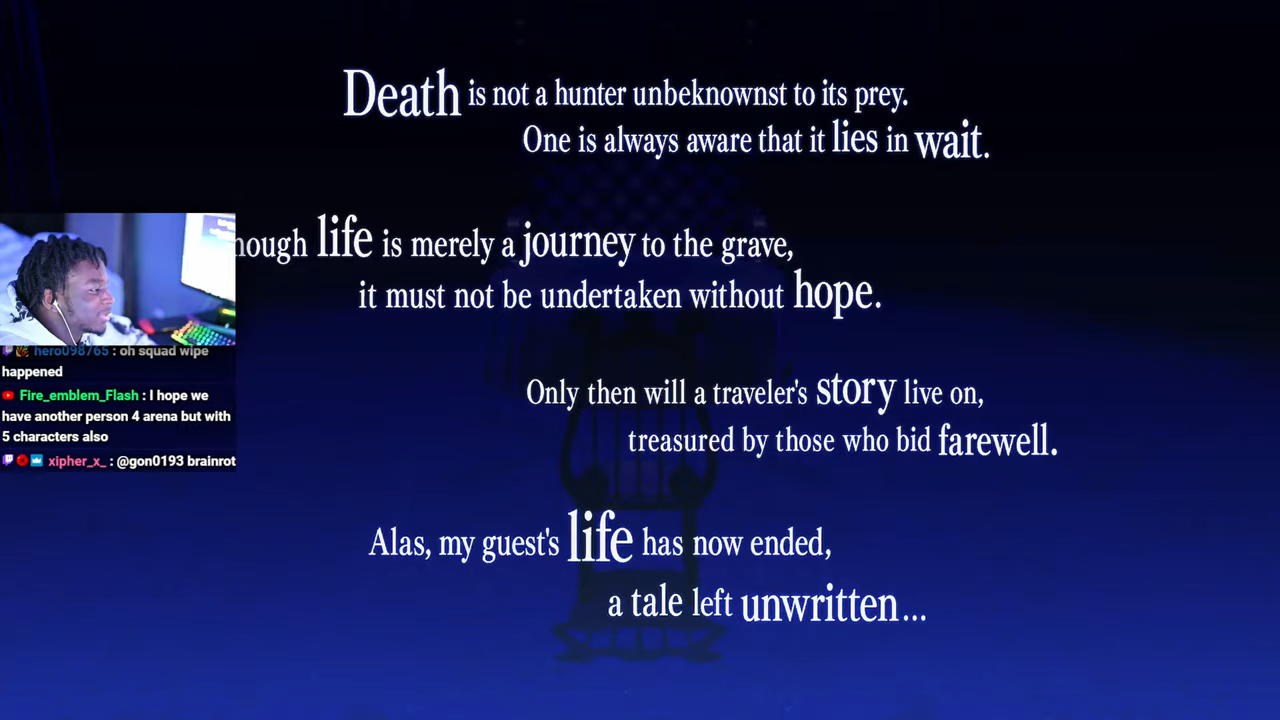 Death is not a hunter unbeknownst to its prey.
One is always aware that it lies in wait.
life is merely a journey to the grave,
it must not be undertaken without hope.
Only then will a traveler's story live on,
treasured by those who bid farewell.
Alas, my guest's life has now ended,
a tale left unwritten...
hero098765 : oh squad wipe
happened
Fire_emblem_Flash : I hope we
have another person 4 arena but with
5 characters also
xipher_x_ : @gon0193 brainrot